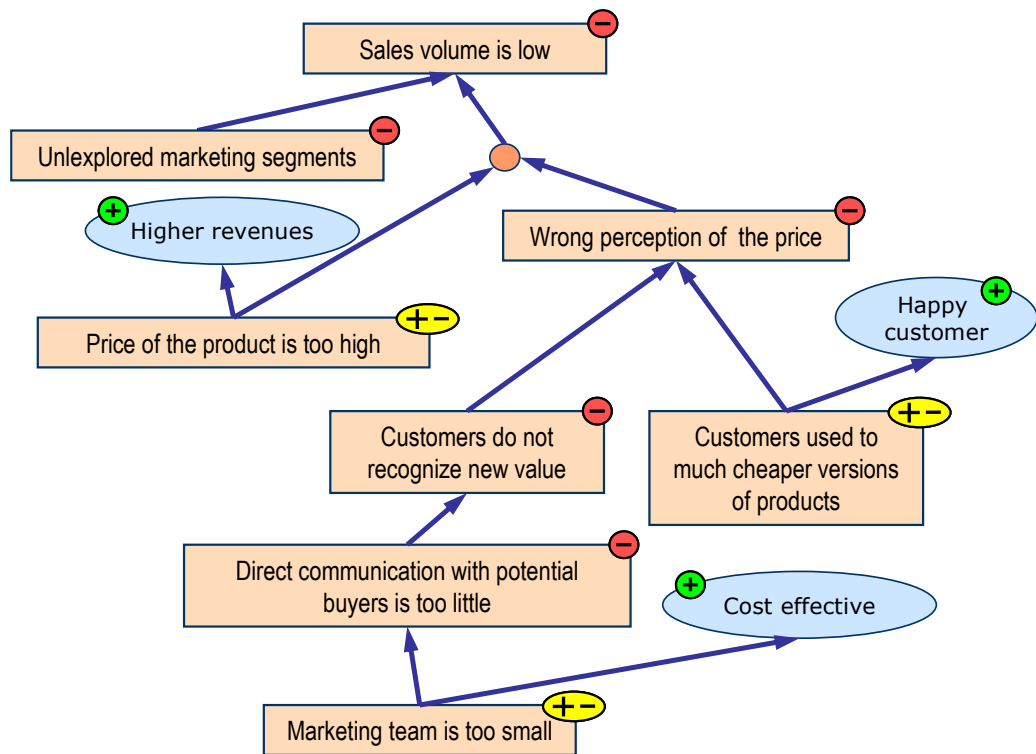 Sales volume is low
−
Unlexplored marketing segments
−
+
Higher revenues
Wrong perception of the price
−
Price of the product is too high
+ −
Happy
customer
+
Customers do not
recognize new value
−
Customers used to
much cheaper versions
of products
+ −
Direct communication with potential
buyers is too little
−
+
Cost effective
Marketing team is too small
+ −